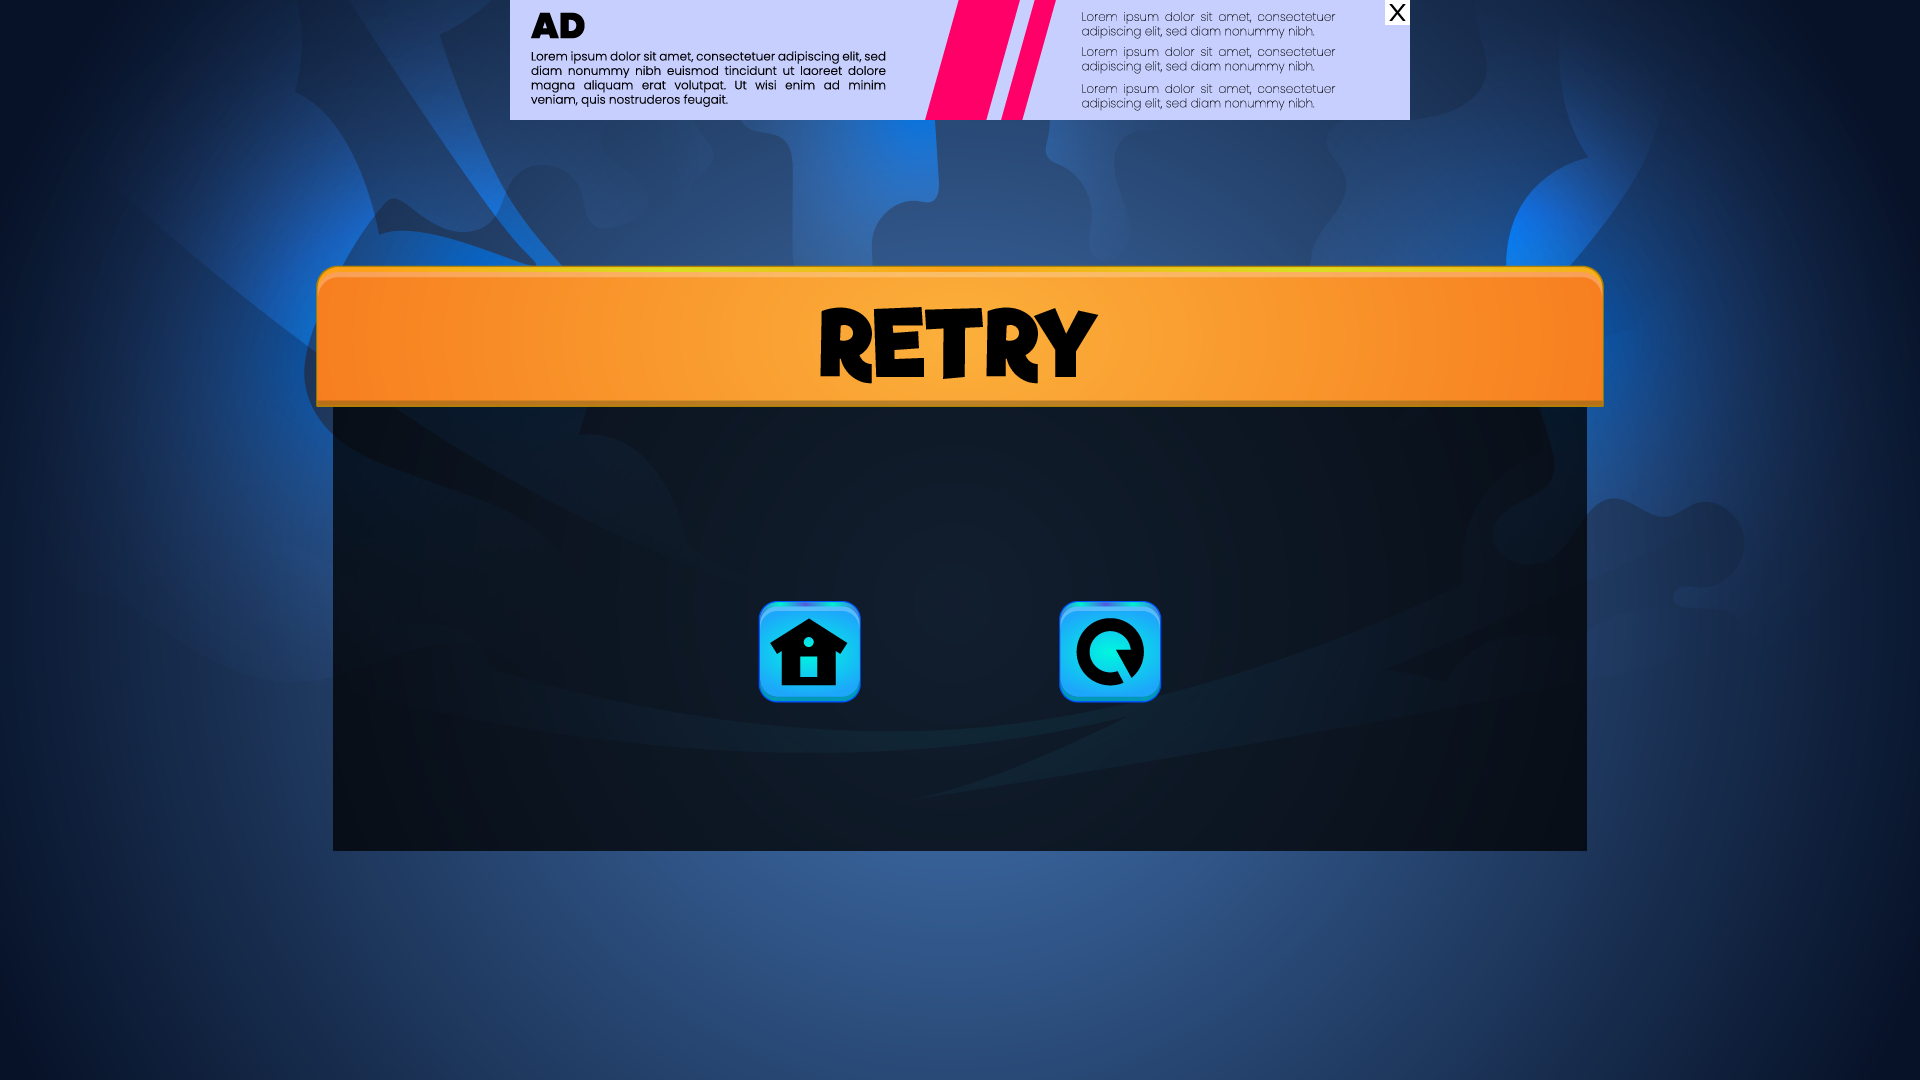 AD
Lorem ipsum dolor sit amet, consectetuer adipiscing elit, sed
diam nonummy nibh euismod tincidunt ut laoreet dolore
magna aliquam erat volutpat. Ut wisi enim ad minim
veniam, quis nostruderos feugait.
Lorem ipsum dolor sit amet, consectetuer
adipiscing elit, sed diam nonummy nibh.
Lorem ipsum dolor sit amet, consectetuer
adipiscing elit, sed diam nonummy nibh.
Lorem ipsum dolor sit amet, consectetuer
adipiscing elit, sed diam nonummy nibh.
X
RETRY